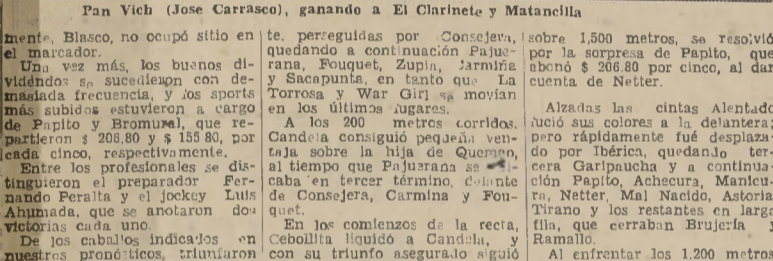 Pan Vich (Jose Carrasco), ganando a El Clarinete y Matancilla
mente, Blasco, no ocupó sitio en
el marcador.
Una vez más, los buenos di-
videndos se sucedieron con de-
masiada frecuencia, y los sports
más subidos estuvieron a cargo
de Papito y Bromural, que re-
partieron $ 206,80 y $ 155.80, por
cada cinco, respectivamente.
Entre los profesionales se dis-
tinguieron el preparador Fer-
nando Peralta y el jockey Luis
Ahumada, que se anotaron dos
victorias cada uno.
De los caballos indicados en
nuestros pronósticos, triunfaron
te, perseguidas por Consejera,
quedando a continuación Pajue-
rana, Fouquet, Zupin, Jarmiña
y Sacapunta, en tanto que La
Torrosa y War Girl se movían
en los últimos lugares.
A los 200 metros corridos,
Candela consiguió pequeña ven-
taja sobre la hija de
al tiempo que Pajuarana se
caba en tercer término, delante
de Consejera, Carmina y Fou-
quet.
En los comienzos de la recta,
Cebollita liquidó a Candela, y
con su triunfo asegurado siguió
sobre 1,500 metros, se resolvió
por la sorpresa de Papito, que
abonó $ 206.80 por cinco, al dar
cuenta de Netter.
Alzadas las cintas Alentado
lució sus colores a la delantera;
pero rápidamente fué desplaza-
do por Ibérica, quedando ter-
cera Garlpaucha y a continua-
ción Papito, Achecura, Manicu-
ra, Netter, Mal Nacido, Astoria
Tirano y los restantes en larga
fila, que cerraban Brujería y
Ramallo.
Al enfrentar los 1.200 metros